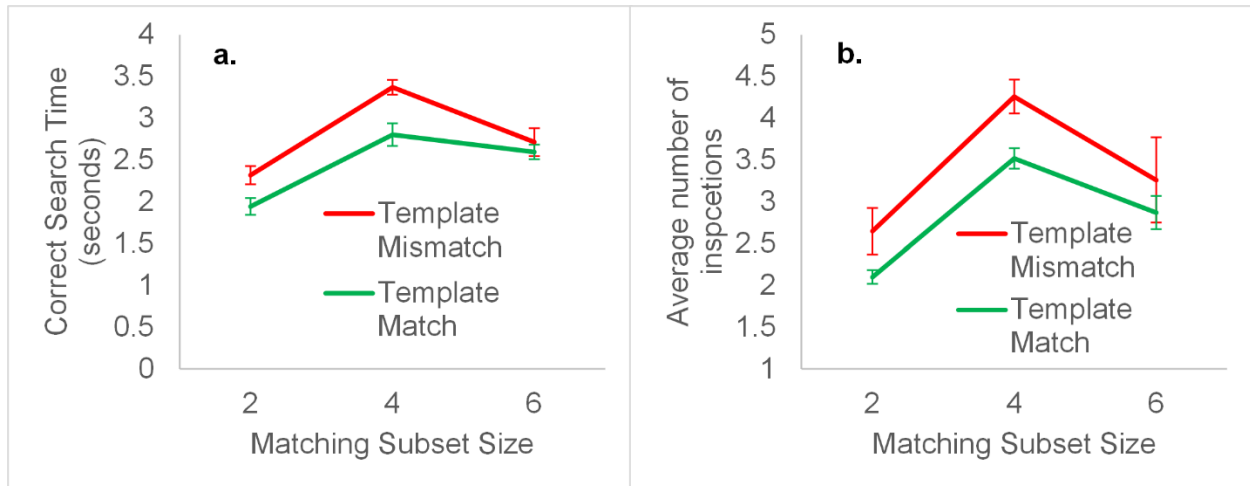 a.
Correct Search Time
(seconds)
4
3.5
3
2.5
2
1.5
1
0.5
0
Template
Mismatch
Template
Match
2 4 6
Matching Subset Size
b.
Average number of
inspcetions
5
4.5
4
3.5
3
2.5
2
1.5
1
Template
Mismatch
Template
Match
2 4 6
Matching Subset Size